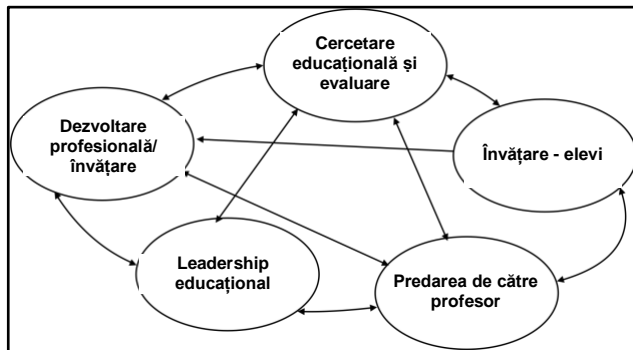 Cercetare
educațională și
evaluare
Dezvoltare
profesională/
învățare
Învățare - elevi
Leadership
educațional
Predarea de către
profesor